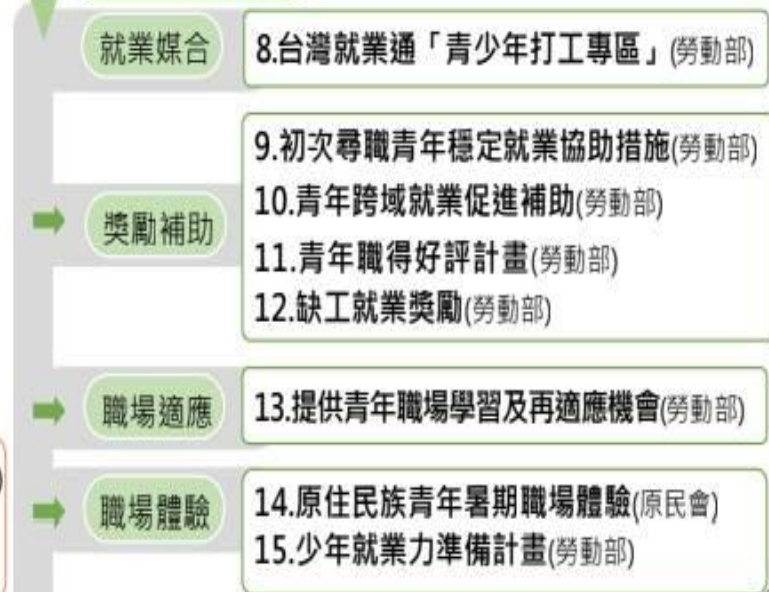 就業媒合
8.台灣就業通「青少年打工專區」(勞動部)
獎勵補助
9.初次尋職青年穩定就業協助措施(勞動部)
10.青年跨域就業促進補助(勞動部)
11.青年職得好評計畫(勞動部)
12.缺工就業獎勵(勞動部)
職場適應
13.提供青年職場學習及再適應機會(勞動部)
職場體驗
14.原住民族青年暑期職場體驗(原民會)
15.少年就業力準備計畫(勞動部)